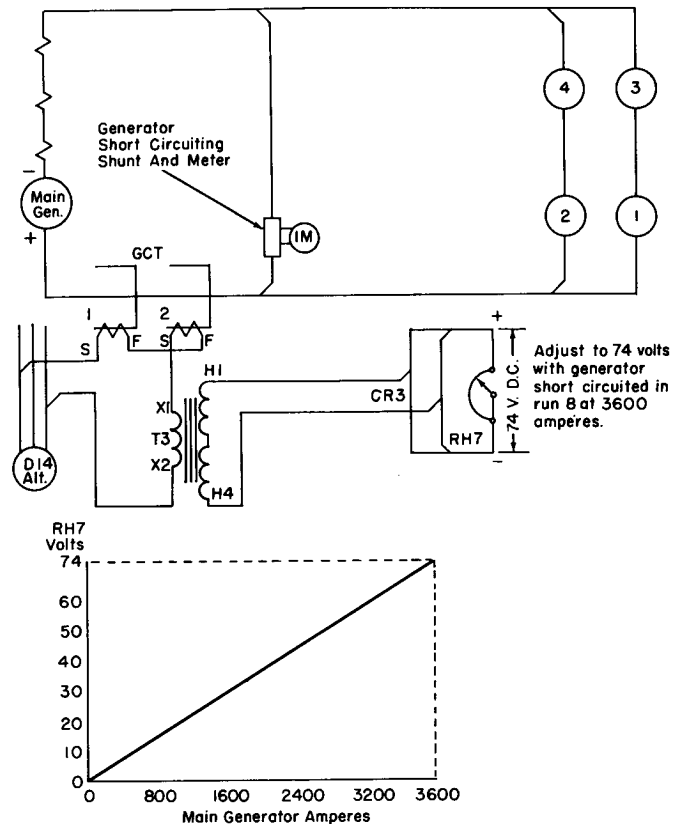 4
3
Generator
Short Circuiting
Shunt And Meter
-
Main
Gen.
+
2
1
IM
GCT
1
2
S
F
S
F
H1
X1
T3
X2
H4
D14
Alt.
CR3
RH7
+
74 V. D.C.
-
Adjust to 74 volts
with generator
short circuited in
run 8 at 3600
amperes.
RH7
Volts
74
60
50
40
30
20
10
0
0 800 1600 2400 3200 3600
Main Generator Amperes